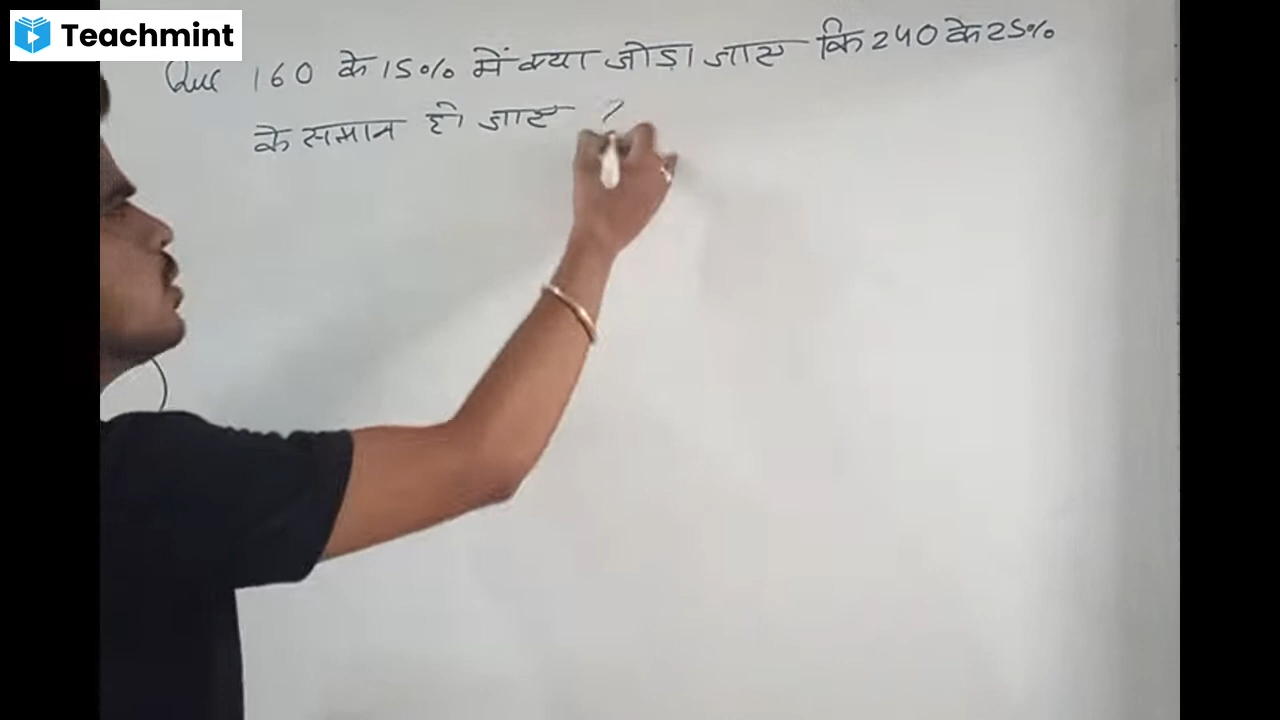 Teachmint
Que 160 के 15% में क्या जोड़ा जाए कि 240 के 25%
के समान हो जाए ?